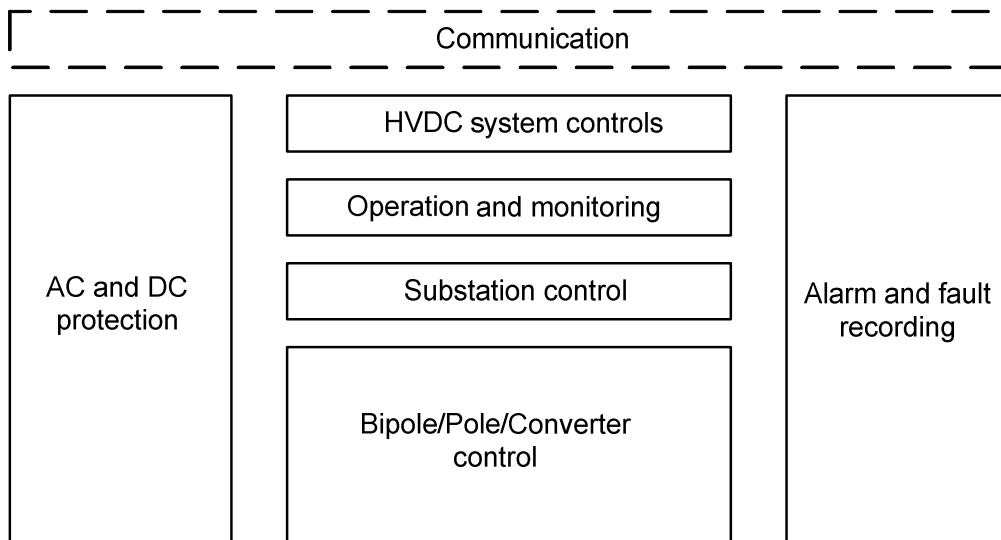 Communication
HVDC system controls
Operation and monitoring
Substation control
AC and DC
protection
Alarm and fault
recording
Bipole/Pole/Converter
control